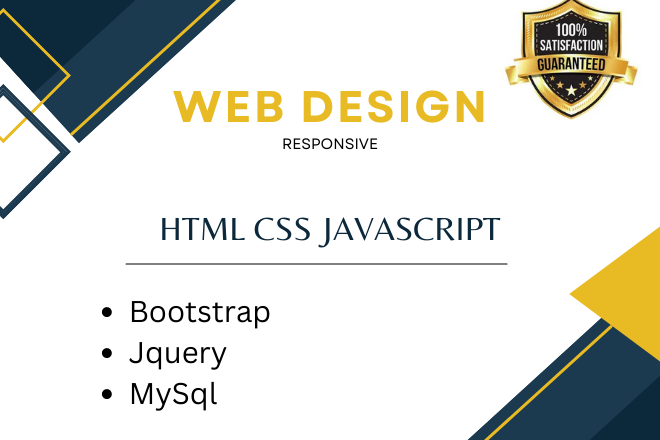 100%
SATISFACTION
GUARANTEED
WEB DESIGN
RESPONSIVE
HTML CSS JAVASCRIPT
• Bootstrap
• Jquery
• MySql